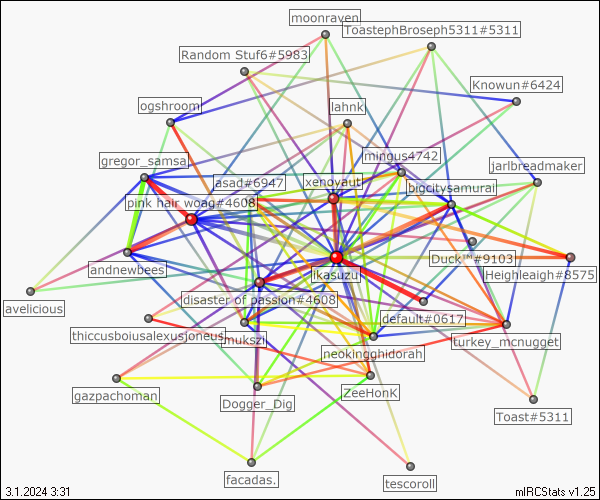 moonraven
ToastephBroseph5311#5311
Random Stuf6#5983
Knowun#6424
ogshroom
lahnk
gregor_samsa
mingus4742
jarlbreadmaker
asad#6947
xenoyaut
bigcitysamurai
pink hair woag#4608
andnewbees
likasuzu
Duck™#9103
Heighleaigh#8575
avelicious
disaster of passion#4608
default#0617
thiccusboiusalexusjoneus
mukszi
turkey_mcnugget
neokingghidorah
gazpachoman
Dogger_Dig
ZeeHonK
Toast#5311
facadas.
tescoroll
3.1.2024 3:31
mIRCStats v1.25